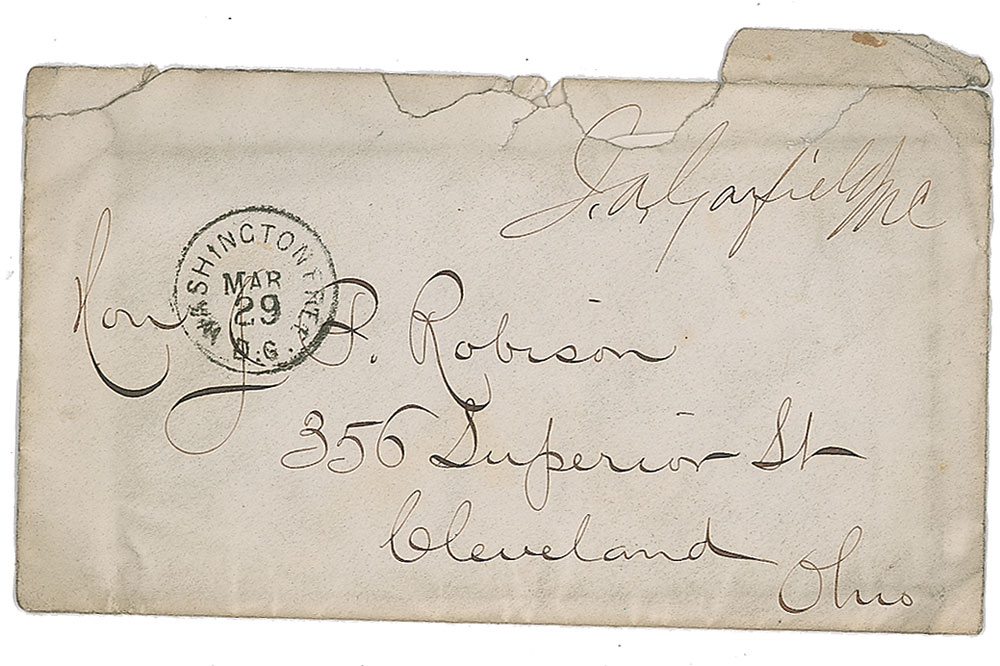 J. A. Garfield M C
WASHINGTON FREE
MAR
29
D.C.
Hon J. P. Robison
356 Superior St
Cleveland
Ohio